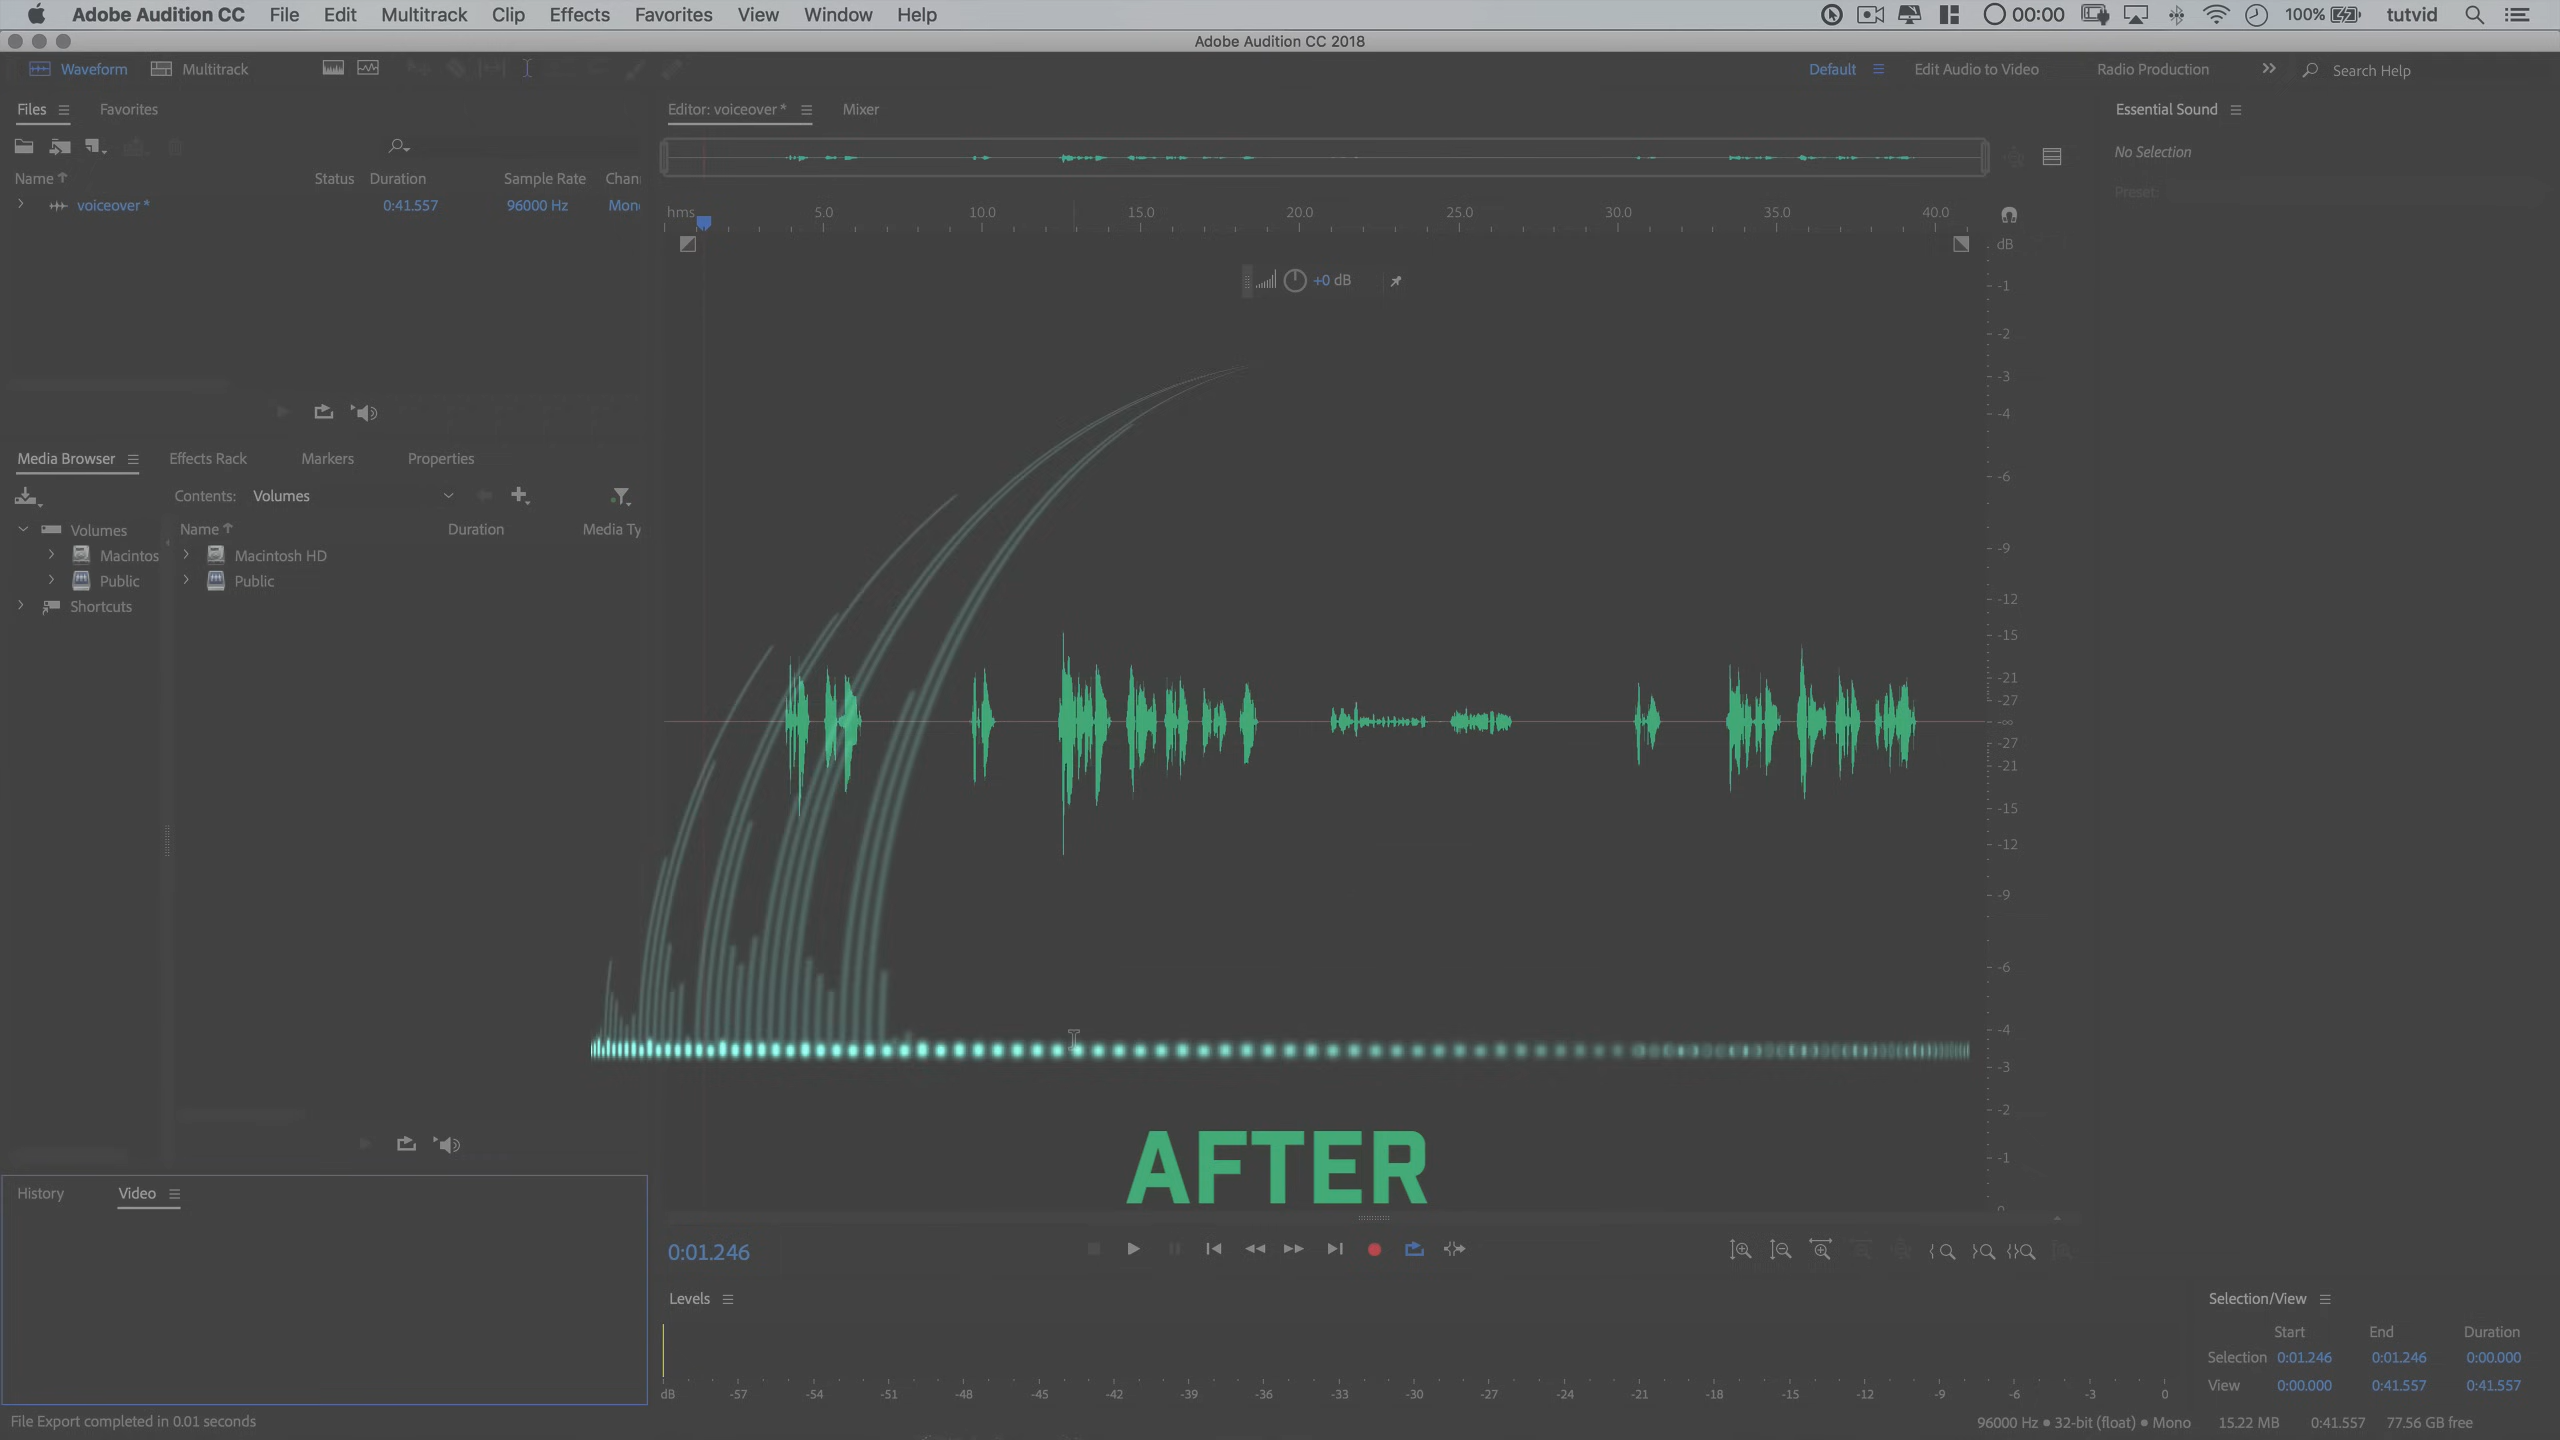 Adobe Audition CC File Edit Multitrack Clip Effects Favorites View Window Help 00:00 100% tutvid
Adobe Audition CC 2018
Waveform Multitrack Default Edit Audio to Video Radio Production Search Help
Files Favorites Editor: voiceover * Mixer Essential Sound
No Selection
Name Status Duration Sample Rate Chan
Preset:
voiceover * 0:41.557 96000 Hz Mon
hms 5.0 10.0 15.0 20.0 25.0 30.0 35.0 40.0
dB
+0 dB
-1
-2
-3
-4
-6
-9
-12
-15
-21
-27
-∞
-27
-21
-15
-12
-9
-6
-4
-3
-2
-1
0
Media Browser Effects Rack Markers Properties
Contents: Volumes
Volumes Name Duration Media Ty
Macintos Macintosh HD
Public Public
Shortcuts
AFTER
History Video
0:01.246
Levels
dB -57 -54 -51 -48 -45 -42 -39 -36 -33 -30 -27 -24 -21 -18 -15 -12 -9 -6 -3 0
Selection/View
Start End Duration
Selection 0:01.246 0:01.246 0:00.000
View 0:00.000 0:41.557 0:41.557
File Export completed in 0.01 seconds
96000 Hz • 32-bit (float) • Mono 15.22 MB 0:41.557 77.56 GB free